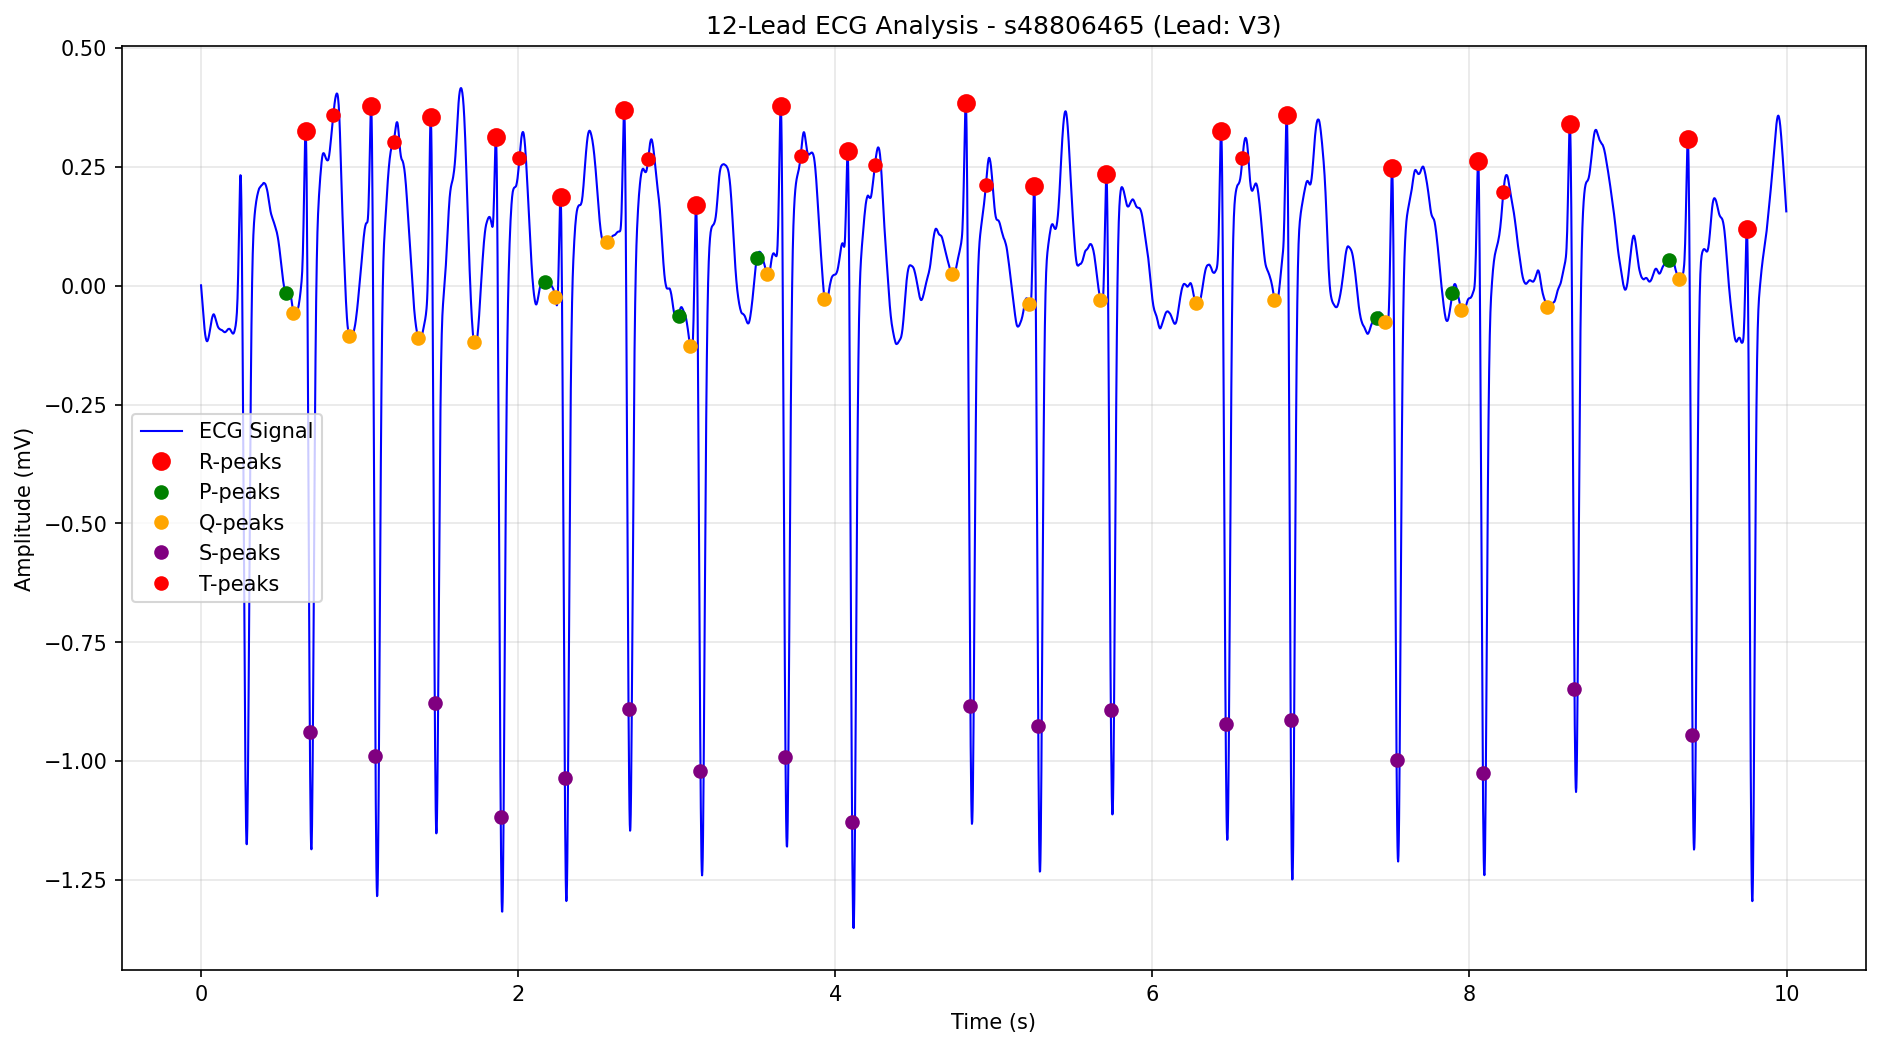 12-Lead ECG Analysis - s48806465 (Lead: V3)
0.50
0.25
0.00
−0.25
−0.50
−0.75
−1.00
−1.25
Amplitude (mV)
ECG Signal
R-peaks
P-peaks
Q-peaks
S-peaks
T-peaks
0 2 4 6 8 10
Time (s)